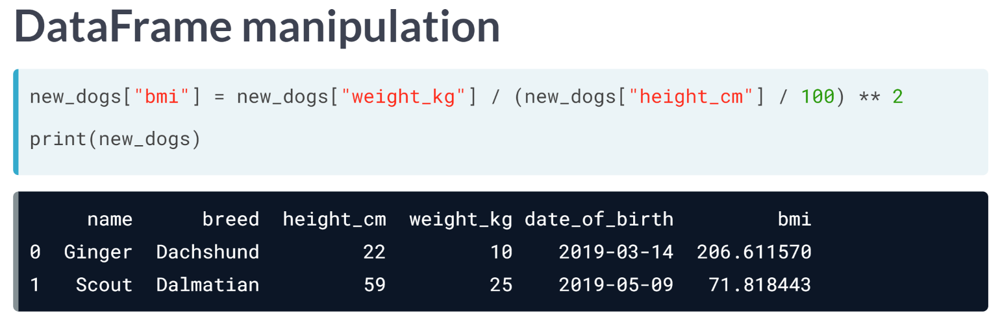 DataFrame manipulation
new_dogs["bmi"] = new_dogs["weight_kg"] / (new_dogs["height_cm"] / 100) ** 2
print(new_dogs)
name breed height_cm weight_kg date_of_birth bmi
0 Ginger Dachshund 22 10 2019-03-14 206.611570
1 Scout Dalmatian 59 25 2019-05-09 71.818443